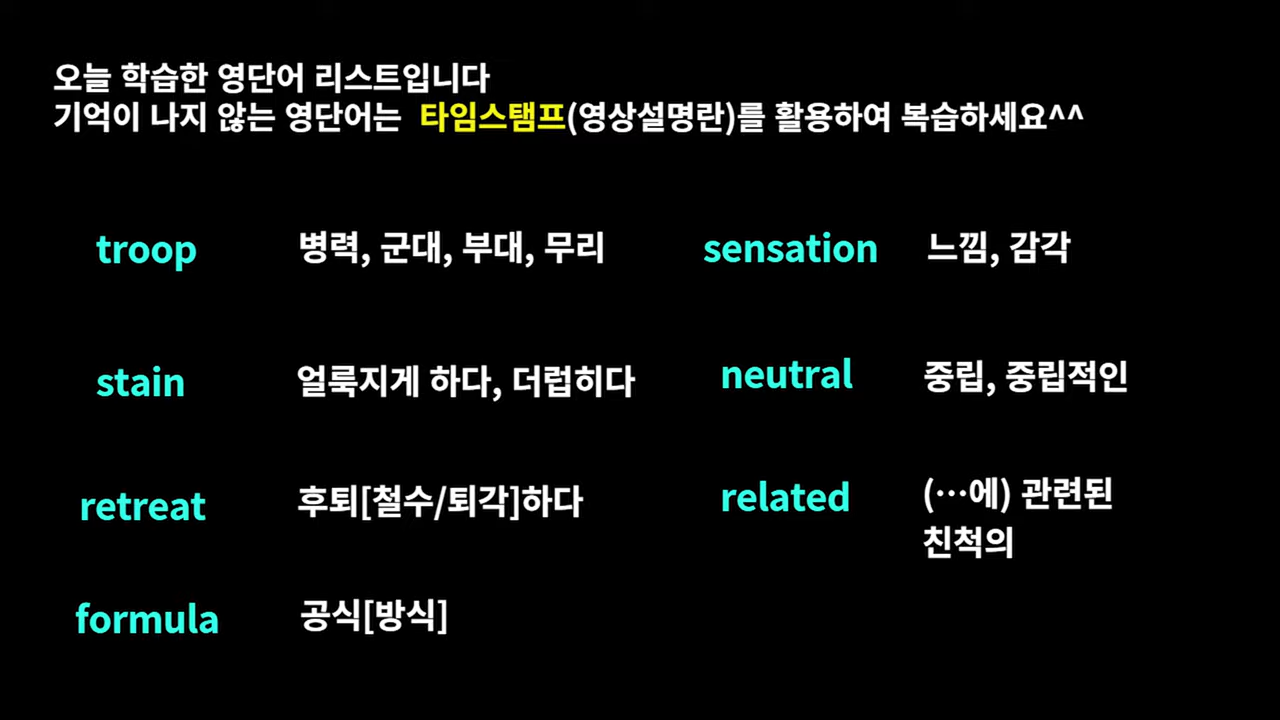 오늘 학습한 영단어 리스트입니다
기억이 나지 않는 영단어는 타임스탬프(영상설명란)를 활용하여 복습하세요^^
troop 병력, 군대, 부대, 무리
stain 얼룩지게 하다, 더럽히다
retreat 후퇴[철수/퇴각]하다
formula 공식[방식]
sensation 느낌, 감각
neutral 중립, 중립적인
related (…에) 관련된
친척의